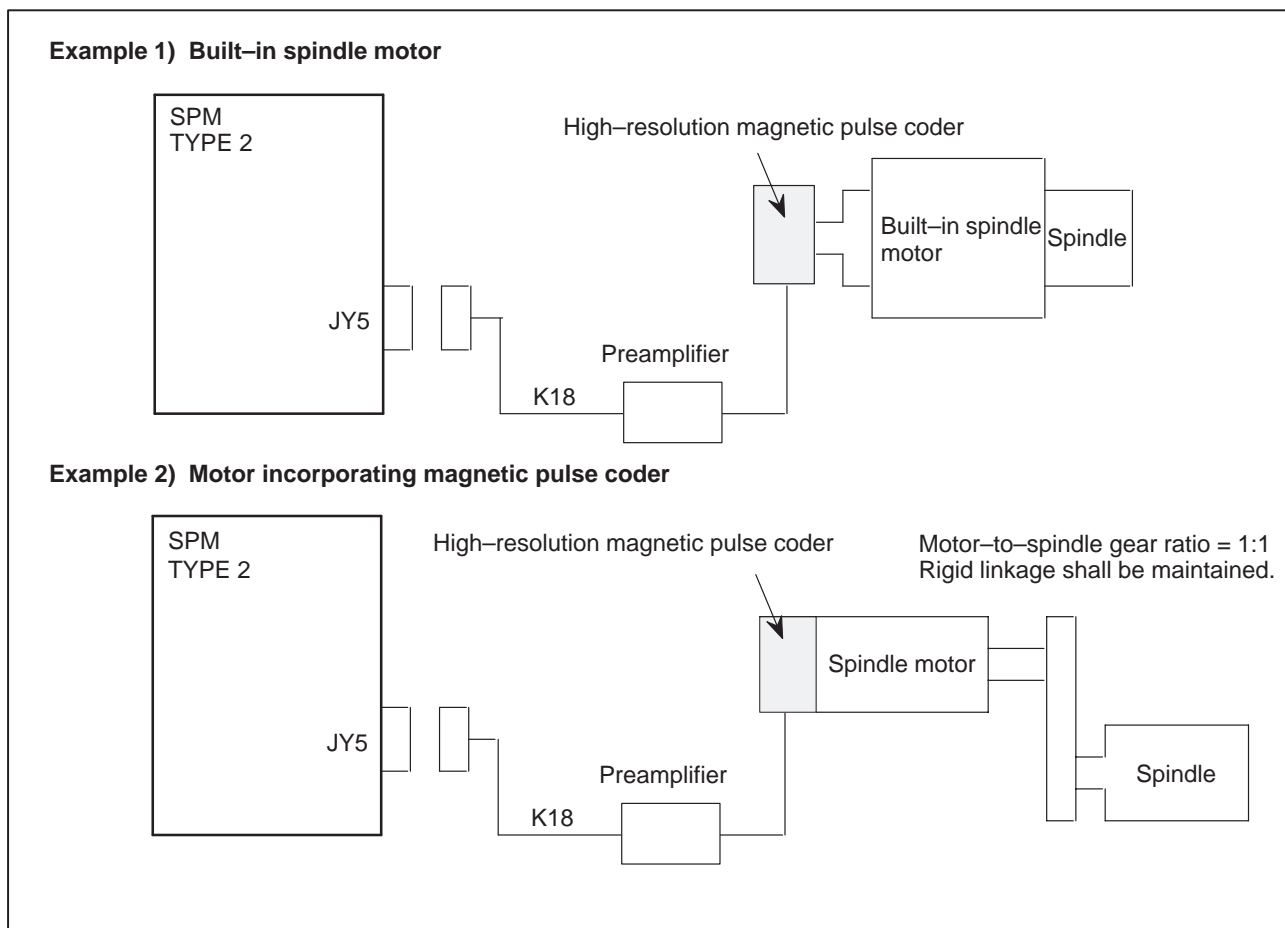 Example 1)  Built–in spindle motor
SPM
TYPE 2
High–resolution magnetic pulse coder
Built–in spindle
motor
Spindle
JY5
Preamplifier
K18
Example 2)  Motor incorporating magnetic pulse coder
SPM
TYPE 2
High–resolution magnetic pulse coder
Motor–to–spindle gear ratio = 1:1
Rigid linkage shall be maintained.
Spindle motor
JY5
Preamplifier
K18
Spindle